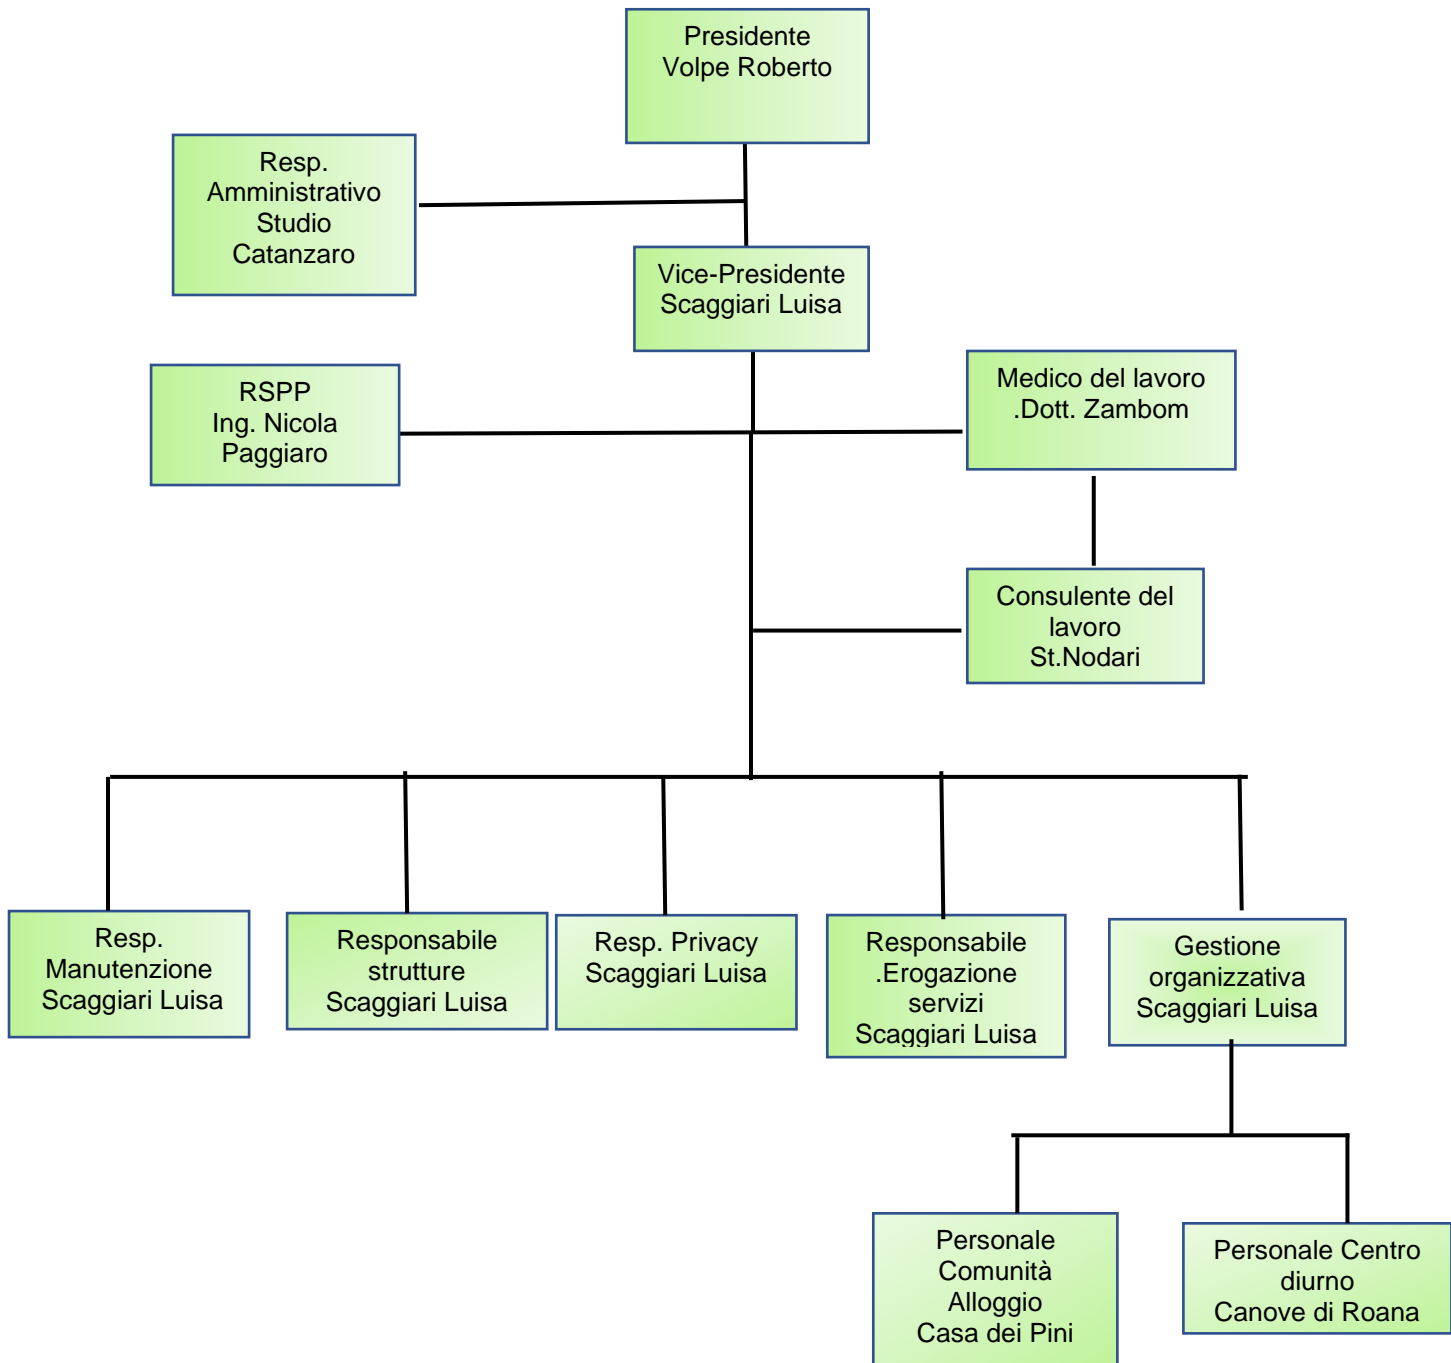 Presidente
Volpe Roberto
Resp.
Amministrativo
Studio
Catanzaro
Vice-Presidente
Scaggiari Luisa
RSPP
Ing. Nicola
Paggiaro
Medico del lavoro
.Dott. Zambom
Consulente del
lavoro
St.Nodari
Resp.
Manutenzione
Scaggiari Luisa
Responsabile
strutture
Scaggiari Luisa
Resp. Privacy
Scaggiari Luisa
Responsabile
.Erogazione
servizi
Scaggiari Luisa
Gestione
organizzativa
Scaggiari Luisa
Personale
Comunità
Alloggio
Casa dei Pini
Personale Centro
diurno
Canove di Roana